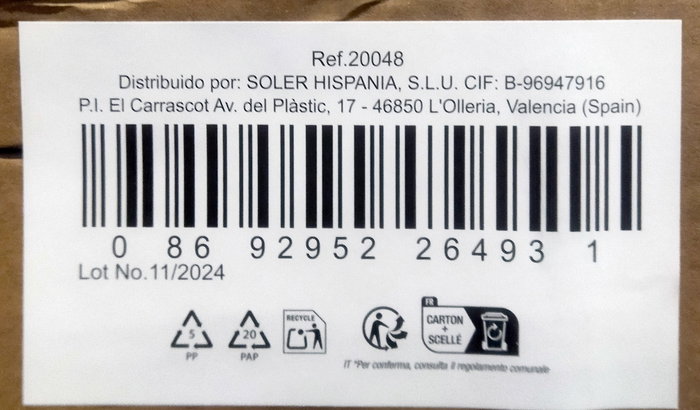 Ref.20048
Distribuido por: SOLER HISPANIA, S.L.U. CIF: B-96947916
P.I. El Carrascot Av. del Plàstic, 17 - 46850 L'Olleria, Valencia (Spain)
0 86 92952 26493 1
Lot No.11/2024
5
PP
20
PAP
RECYCLE
FR
CARTON
+
SCELLÉ
IT *Per conferma, consulta il regolamento comunale